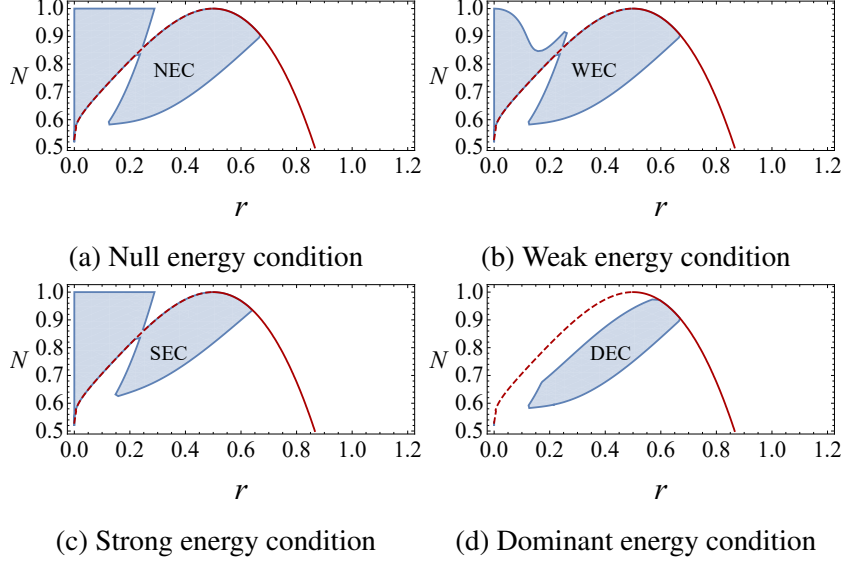 1.0
0.9
0.8
0.7
0.6
0.5
N
NEC
0.0 0.2 0.4 0.6 0.8 1.0 1.2
r
(a) Null energy condition
1.0
0.9
0.8
0.7
0.6
0.5
N
WEC
0.0 0.2 0.4 0.6 0.8 1.0 1.2
r
(b) Weak energy condition
1.0
0.9
0.8
0.7
0.6
0.5
N
SEC
0.0 0.2 0.4 0.6 0.8 1.0 1.2
r
(c) Strong energy condition
1.0
0.9
0.8
0.7
0.6
0.5
N
DEC
0.0 0.2 0.4 0.6 0.8 1.0 1.2
r
(d) Dominant energy condition